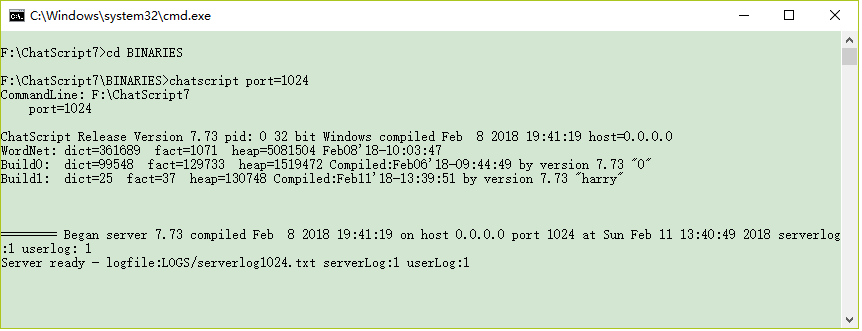 C:\Windows\system32\cmd.exe
F:\ChatScript7>cd BINARIES
F:\ChatScript7\BINARIES>chatscript port=1024
CommandLine: F:\ChatScript7
    port=1024
ChatScript Release Version 7.73 pid: 0 32 bit Windows compiled Feb  8 2018 19:41:19 host=0.0.0.0
WordNet: dict=361689  fact=1071  heap=5081504 Feb08'18-10:03:47
Build0:  dict=99548  fact=129733  heap=1519472 Compiled:Feb06'18-09:44:49 by version 7.73 "0"
Build1:  dict=25  fact=37  heap=130748 Compiled:Feb11'18-13:39:51 by version 7.73 "harry"
======== Began server 7.73 compiled Feb  8 2018 19:41:19 on host 0.0.0.0 port 1024 at Sun Feb 11 13:40:49 2018 serverlog
:1 userlog: 1
Server ready - logfile:LOGS/serverlog1024.txt serverLog:1 userLog:1